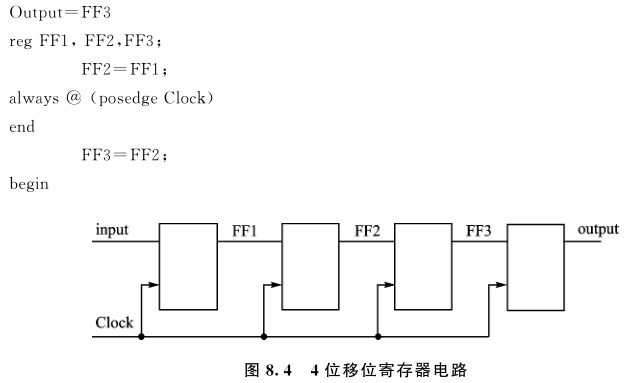 Output=FF3
reg FF1, FF2,FF3;
FF2=FF1;
always @ (posedge Clock)
end
FF3=FF2;
begin
input FF1 FF2 FF3 output
Clock
图 8.4 4 位移位寄存器电路